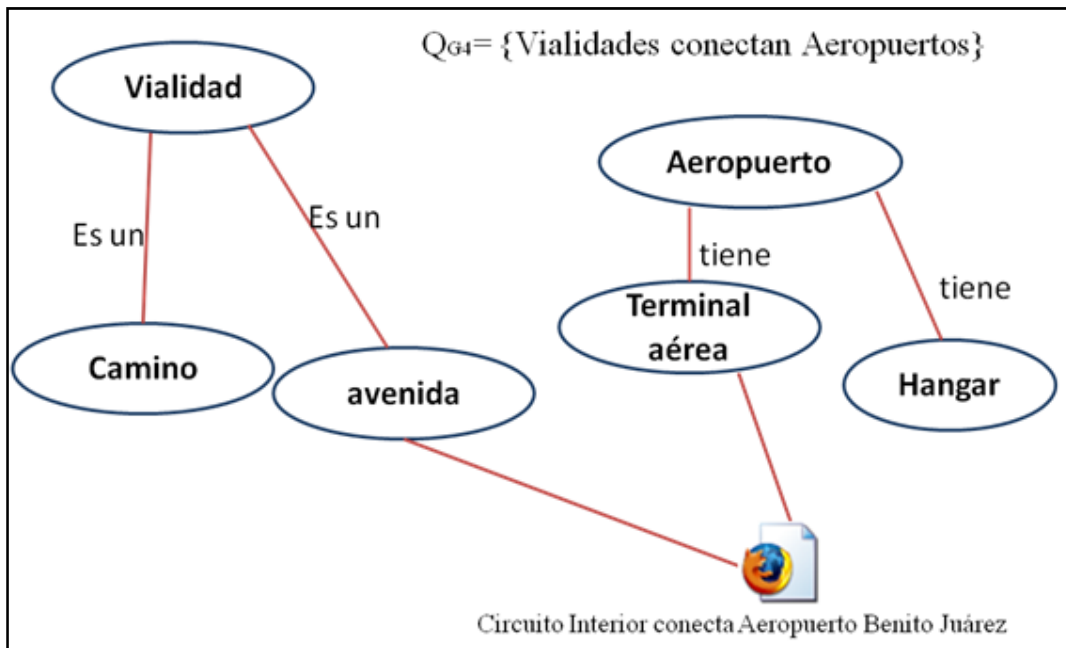 Q_G4= {Vialidades conectan Aeropuertos}
Vialidad
Aeropuerto
Es un
Es un
tiene
tiene
Terminal
aérea
Camino
avenida
Hangar
Circuito Interior conecta Aeropuerto Benito Juárez